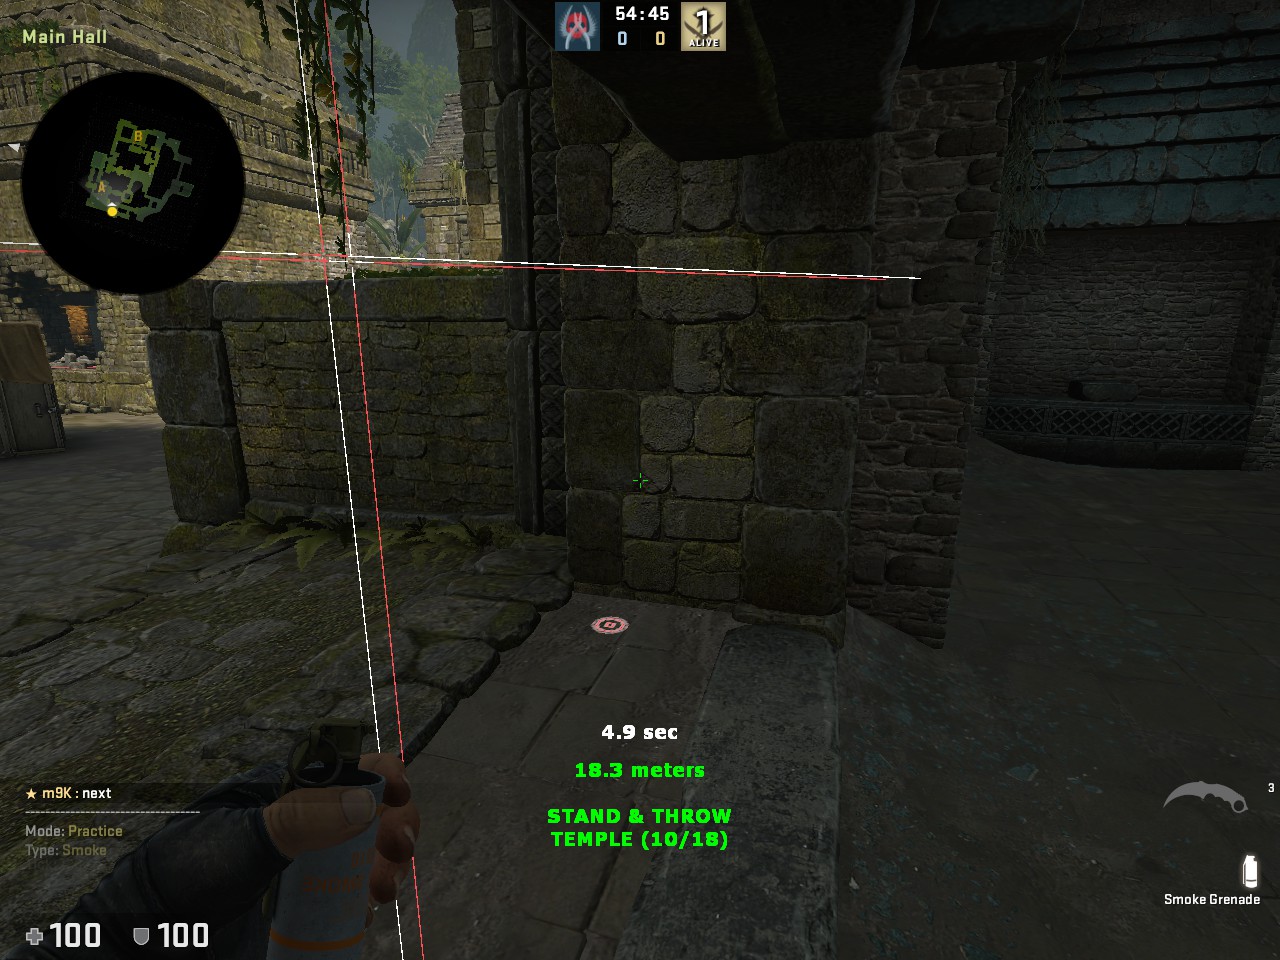 Main Hall
54:45
0 0
1
ALIVE
B
A
4.9 sec
18.3 meters
STAND & THROW
TEMPLE (10/18)
★ m9K : next
Mode: Practice
Type: Smoke
100 100
3
Smoke Grenade